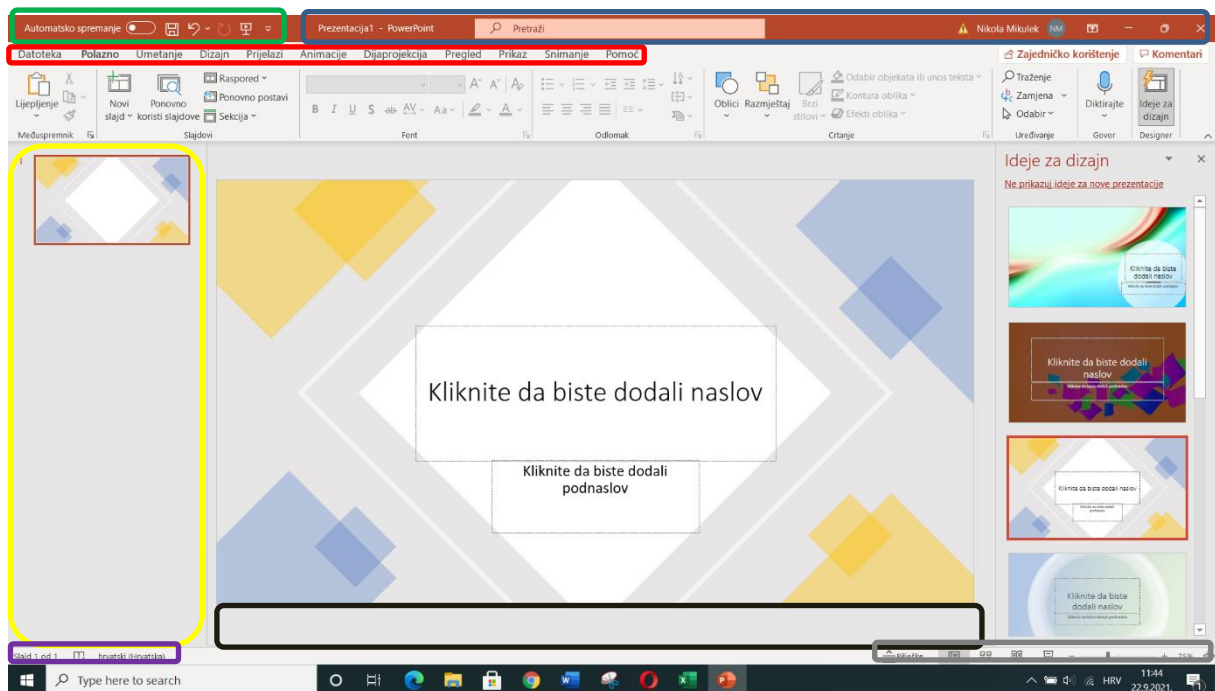 Automatsko spremanje
Prezentacija1 - PowerPoint
Pretraži
Nikola Mikulek NM
Datoteka Polazno Umetanje Dizajn Prijelazi Animacije Dijaprojekcija Pregled Prikaz Snimanje Pomoć
Zajedničko korištenje Komentari
Lijepljenje
Međuspremnik
Novi slajd
Ponovno koristi slajdove
Raspored
Ponovno postavi
Sekcija
Slajdovi
B I U S ab AV Aa A
A A A
Font
Odlomak
Oblici Razmještaj Brzi stilovi
Odabir objekata ili unos teksta
Kontura oblika
Efekti oblika
Crtanje
Traženje
Zamjena
Odabir
Uređivanje
Diktirajte
Govor
Ideje za dizajn
Designer
1
Kliknite da biste dodali naslov
Kliknite da biste dodali
podnaslov
Ideje za dizajn
Ne prikazuj ideje za nove prezentacije
Kliknite da biste
dodali naslov
Kliknite da biste dodali
naslov
Kliknite da biste dodali naslov
Kliknite da biste
dodali naslov
Slajd 1 od 1 hrvatski (Hrvatska)
Bilješke
75%
Type here to search
HRV
11:44
22.9.2021.